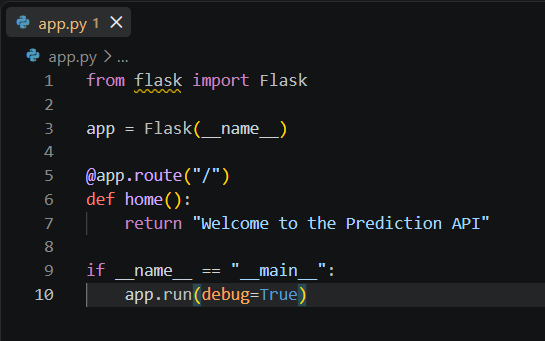 app.py 1 ×
app.py > ...
1 from flask import Flask
2
3 app = Flask(__name__)
4
5 @app.route("/")
6 def home():
7     return "Welcome to the Prediction API"
8
9 if __name__ == "__main__":
10     app.run(debug=True)